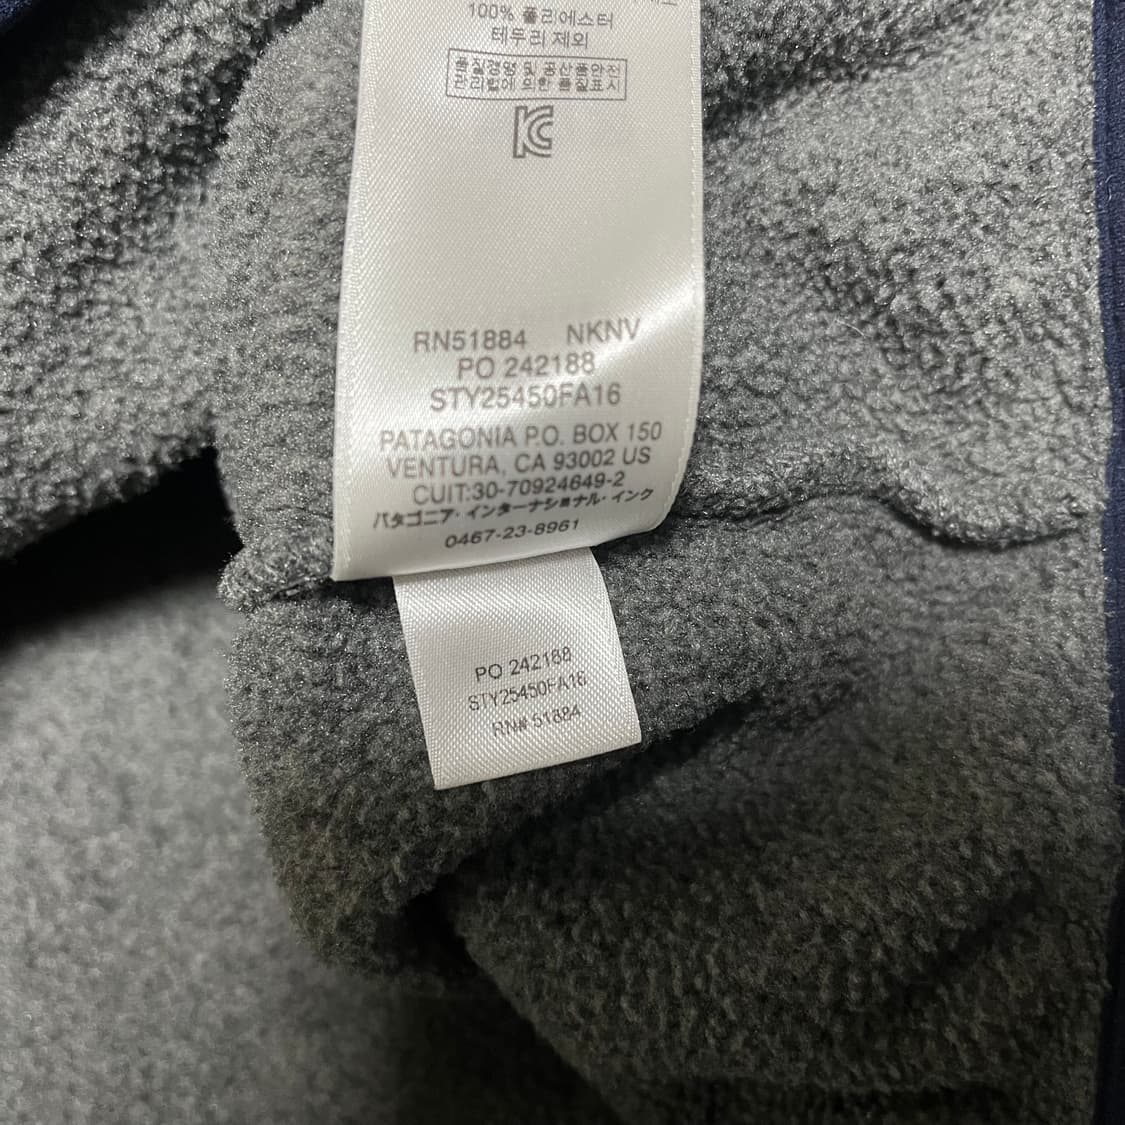 100% 폴리에스터
테두리 제외
품질경영 및 공산품안전
관리법에 의한 품질표시
RN51884 NKNV
PO 242188
STY25450FA16
PATAGONIA P.O. BOX 150
VENTURA, CA 93002 US
CUIT:30-70924649-2
パタゴニア・インターナショナル・インク
0467-23-8961
PO 242188
STY25450FA16
RN# 51884